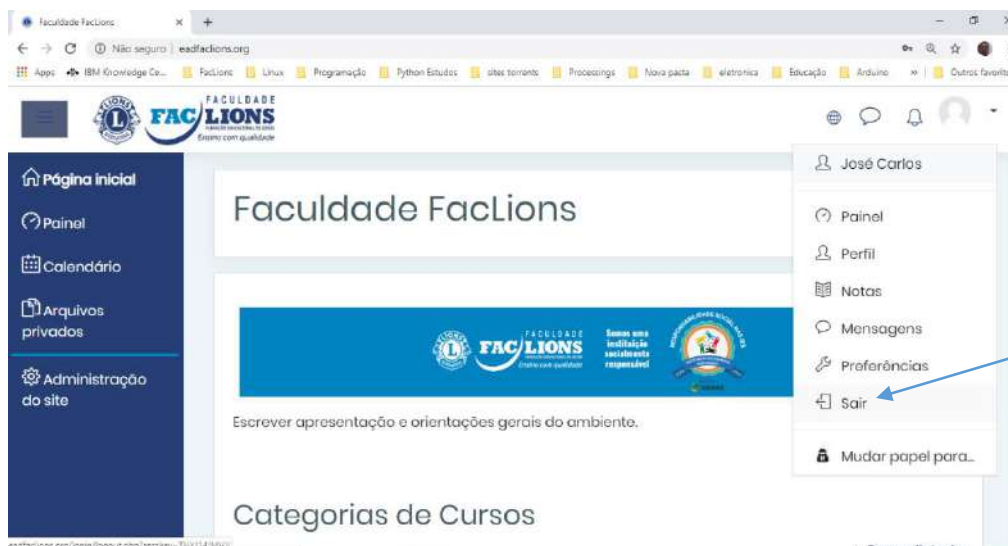 Faculdade FacLions
Não seguro | eadfaclions.org
Apps
IBM Knowledge Ce...
FacLions
Linux
Programação
Python Estudos
sites torrents
Processings
Nova pasta
eletronica
Educação
Arduino
»
Outros favorito
FACULDADE
FAC LIONS
Ensino com qualidade
Página inicial
Painel
Calendário
Arquivos
privados
Administração
do site
Faculdade FacLions
FACULDADE
FAC LIONS
Ensino com qualidade
Somos uma
instituição
socialmente
responsável
Escrever apresentação e orientações gerais do ambiente.
Categorias de Cursos
José Carlos
Painel
Perfil
Notas
Mensagens
Preferências
Sair
Mudar papel para...